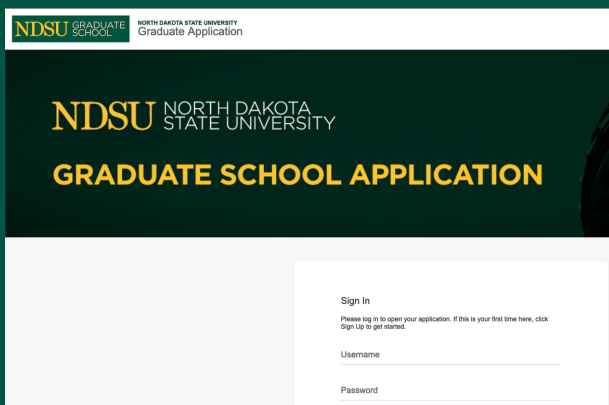 NDSU GRADUATE SCHOOL
NORTH DAKOTA STATE UNIVERSITY
Graduate Application
NDSU NORTH DAKOTA
STATE UNIVERSITY
GRADUATE SCHOOL APPLICATION
Sign In
Please log in to open your application. If this is your first time here, click
Sign Up to get started.
Username
Password